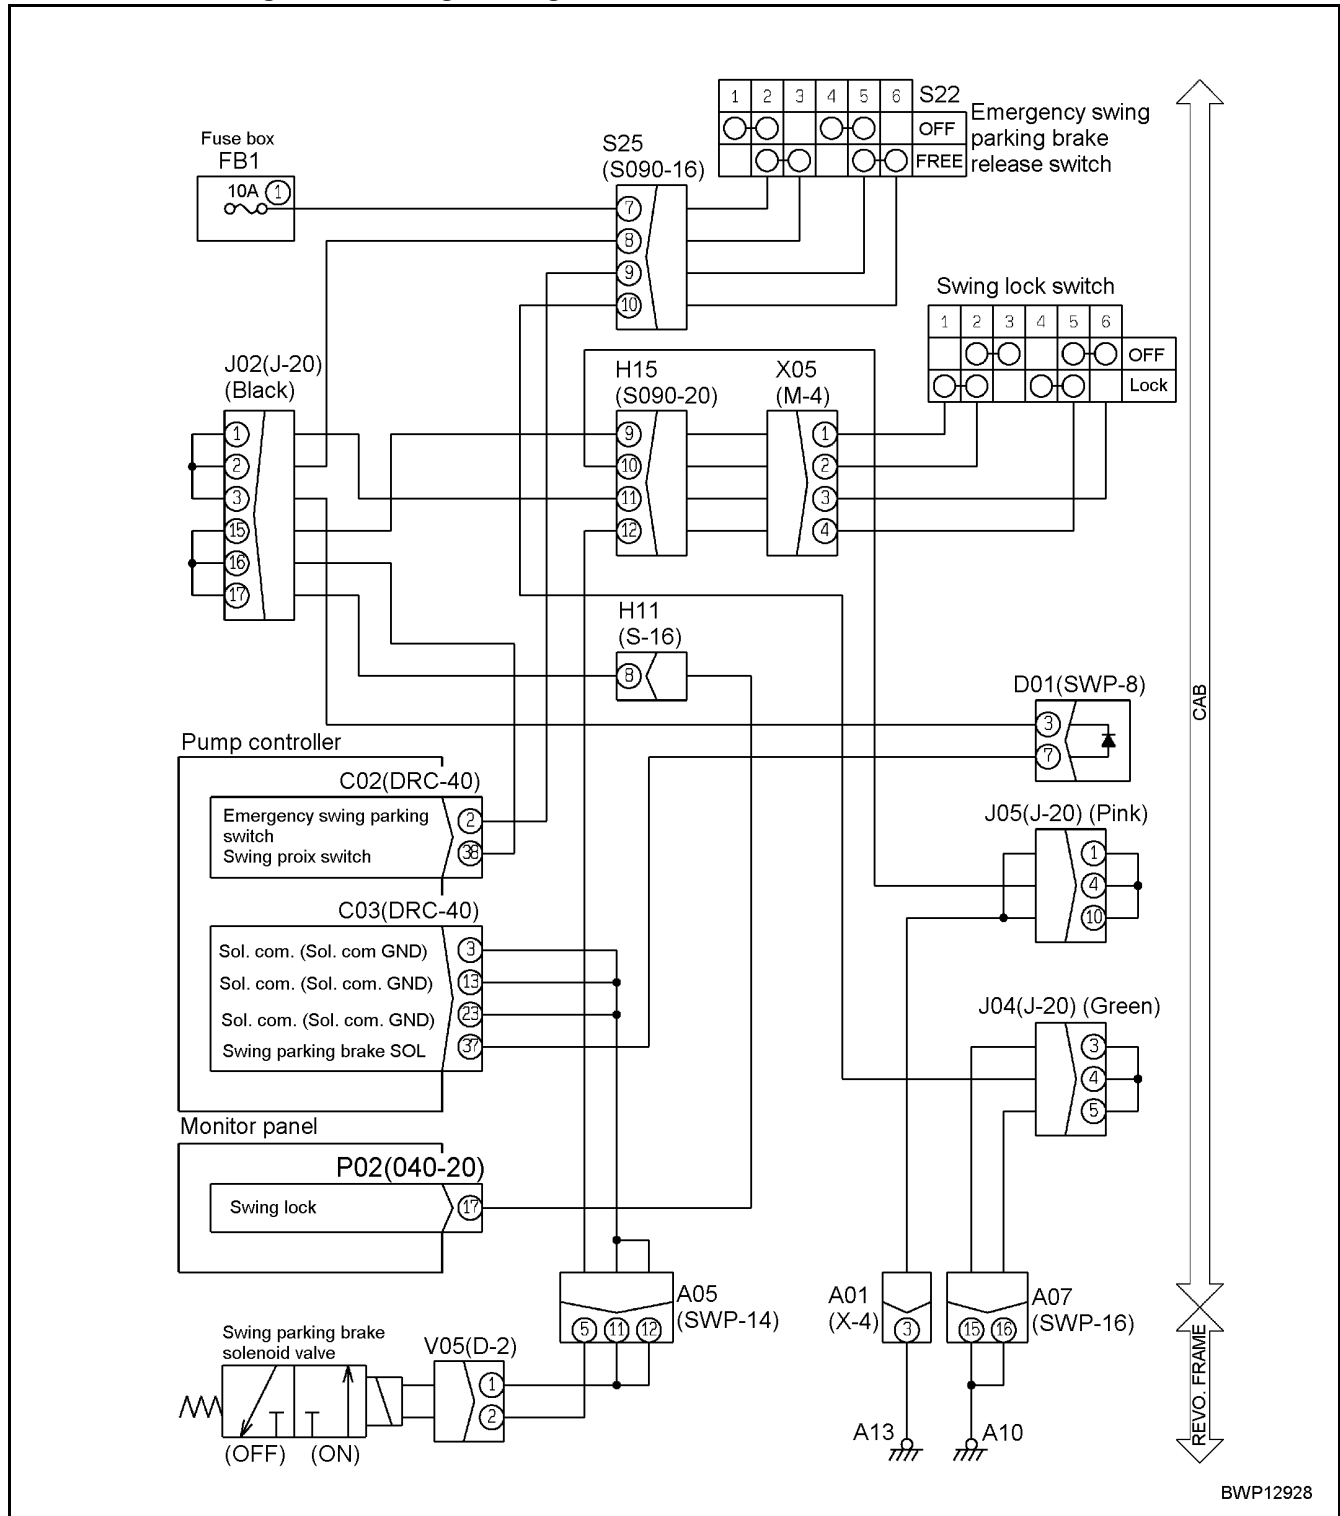 1 2 3 4 5 6 S22
OFF
FREE
Emergency swing
parking brake
release switch
Fuse box
FB1
10A 1
S25
(S090-16)
7
8
9
10
Swing lock switch
1 2 3 4 5 6
OFF
Lock
J02(J-20)
(Black)
1
2
3
15
16
17
H15
(S090-20)
9
10
11
12
X05
(M-4)
1
2
3
4
H11
(S-16)
8
D01(SWP-8)
3
7
CAB
Pump controller
C02(DRC-40)
Emergency swing parking
switch
2
Swing proix switch
38
C03(DRC-40)
Sol. com. (Sol. com GND)
3
Sol. com. (Sol. com. GND)
13
Sol. com. (Sol. com. GND)
23
Swing parking brake SOL
37
J05(J-20) (Pink)
1
4
10
J04(J-20) (Green)
3
4
5
Monitor panel
P02(040-20)
Swing lock
17
A05
(SWP-14)
5 11 12
A01
(X-4)
3
A07
(SWP-16)
15 16
Swing parking brake
solenoid valve
V05(D-2)
1
2
(OFF) (ON)
A13
A10
REVO. FRAME
BWP12928